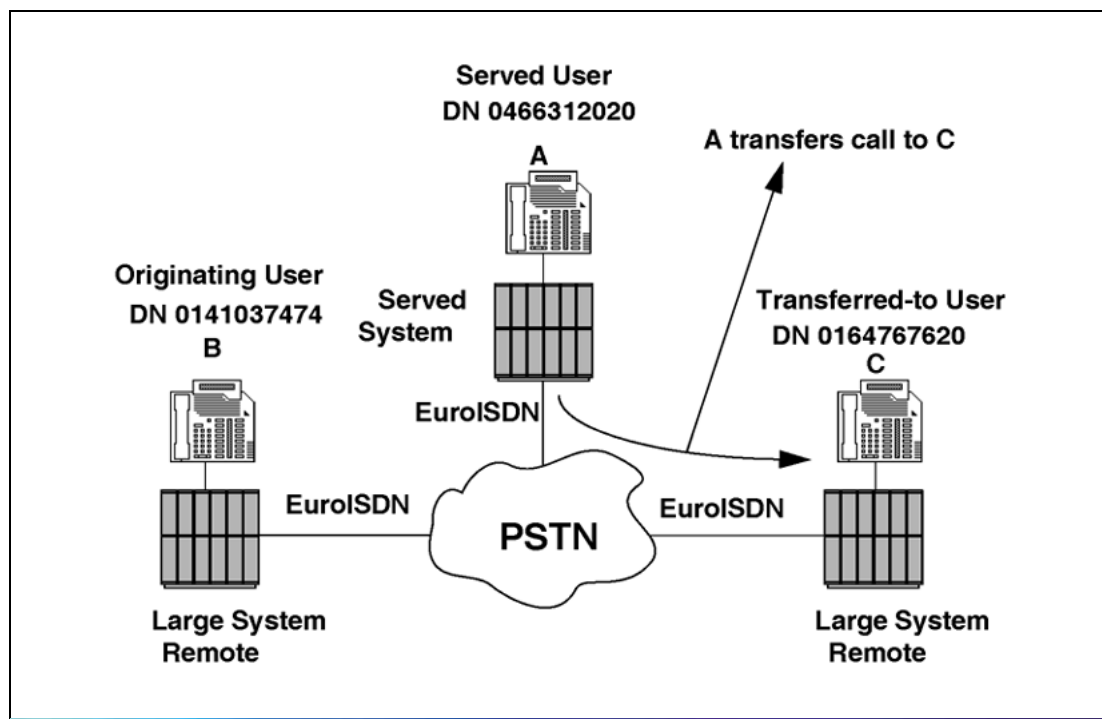 Served User
DN 0466312020
A
A transfers call to C
Originating User
DN 0141037474
B
Served
System
Transferred-to User
DN 0164767620
C
EuroISDN
EuroISDN
PSTN
EuroISDN
Large System
Remote
Large System
Remote